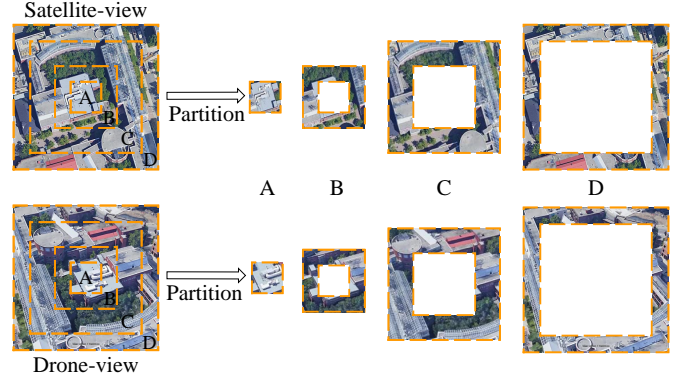 Satellite-view
A
B
C
D
Partition
A B C D
A
B
C
D
Partition
Drone-view